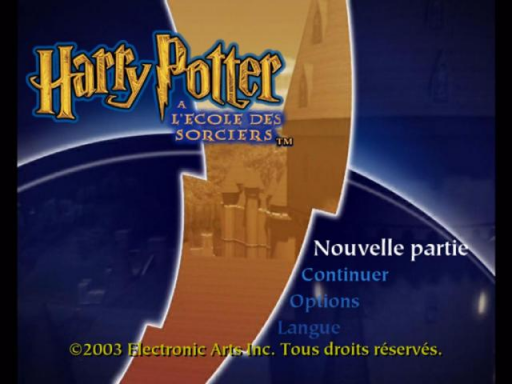 Harry Potter
A
L'ECOLE DES
SORCIERS TM
Nouvelle partie
Continuer
Options
Langue
©2003 Electronic Arts Inc. Tous droits réservés.